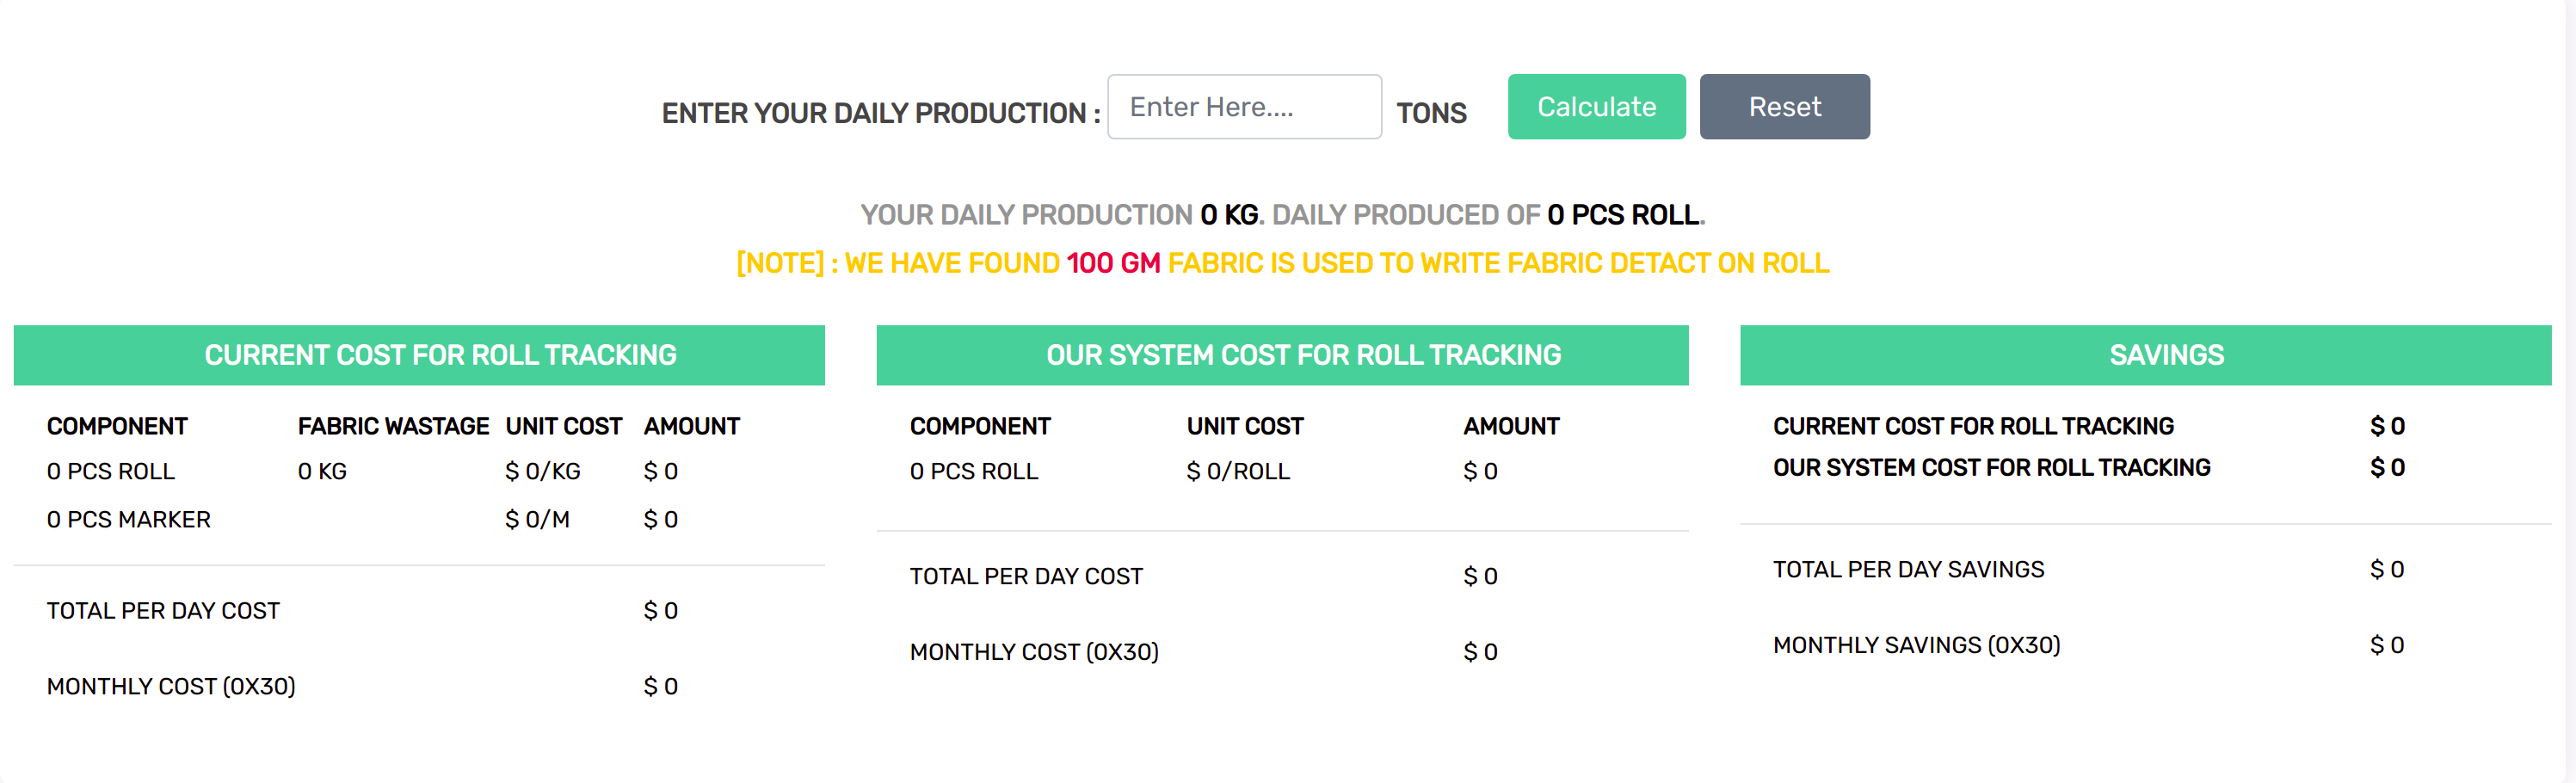 ENTER YOUR DAILY PRODUCTION : Enter Here.... TONS Calculate Reset
YOUR DAILY PRODUCTION 0 KG. DAILY PRODUCED OF 0 PCS ROLL.
[NOTE] : WE HAVE FOUND 100 GM FABRIC IS USED TO WRITE FABRIC DETACT ON ROLL
CURRENT COST FOR ROLL TRACKING
COMPONENT FABRIC WASTAGE UNIT COST AMOUNT
0 PCS ROLL 0 KG $ 0/KG $ 0
0 PCS MARKER $ 0/M $ 0
TOTAL PER DAY COST $ 0
MONTHLY COST (0X30) $ 0
OUR SYSTEM COST FOR ROLL TRACKING
COMPONENT UNIT COST AMOUNT
0 PCS ROLL $ 0/ROLL $ 0
TOTAL PER DAY COST $ 0
MONTHLY COST (0X30) $ 0
SAVINGS
CURRENT COST FOR ROLL TRACKING $ 0
OUR SYSTEM COST FOR ROLL TRACKING $ 0
TOTAL PER DAY SAVINGS $ 0
MONTHLY SAVINGS (0X30) $ 0